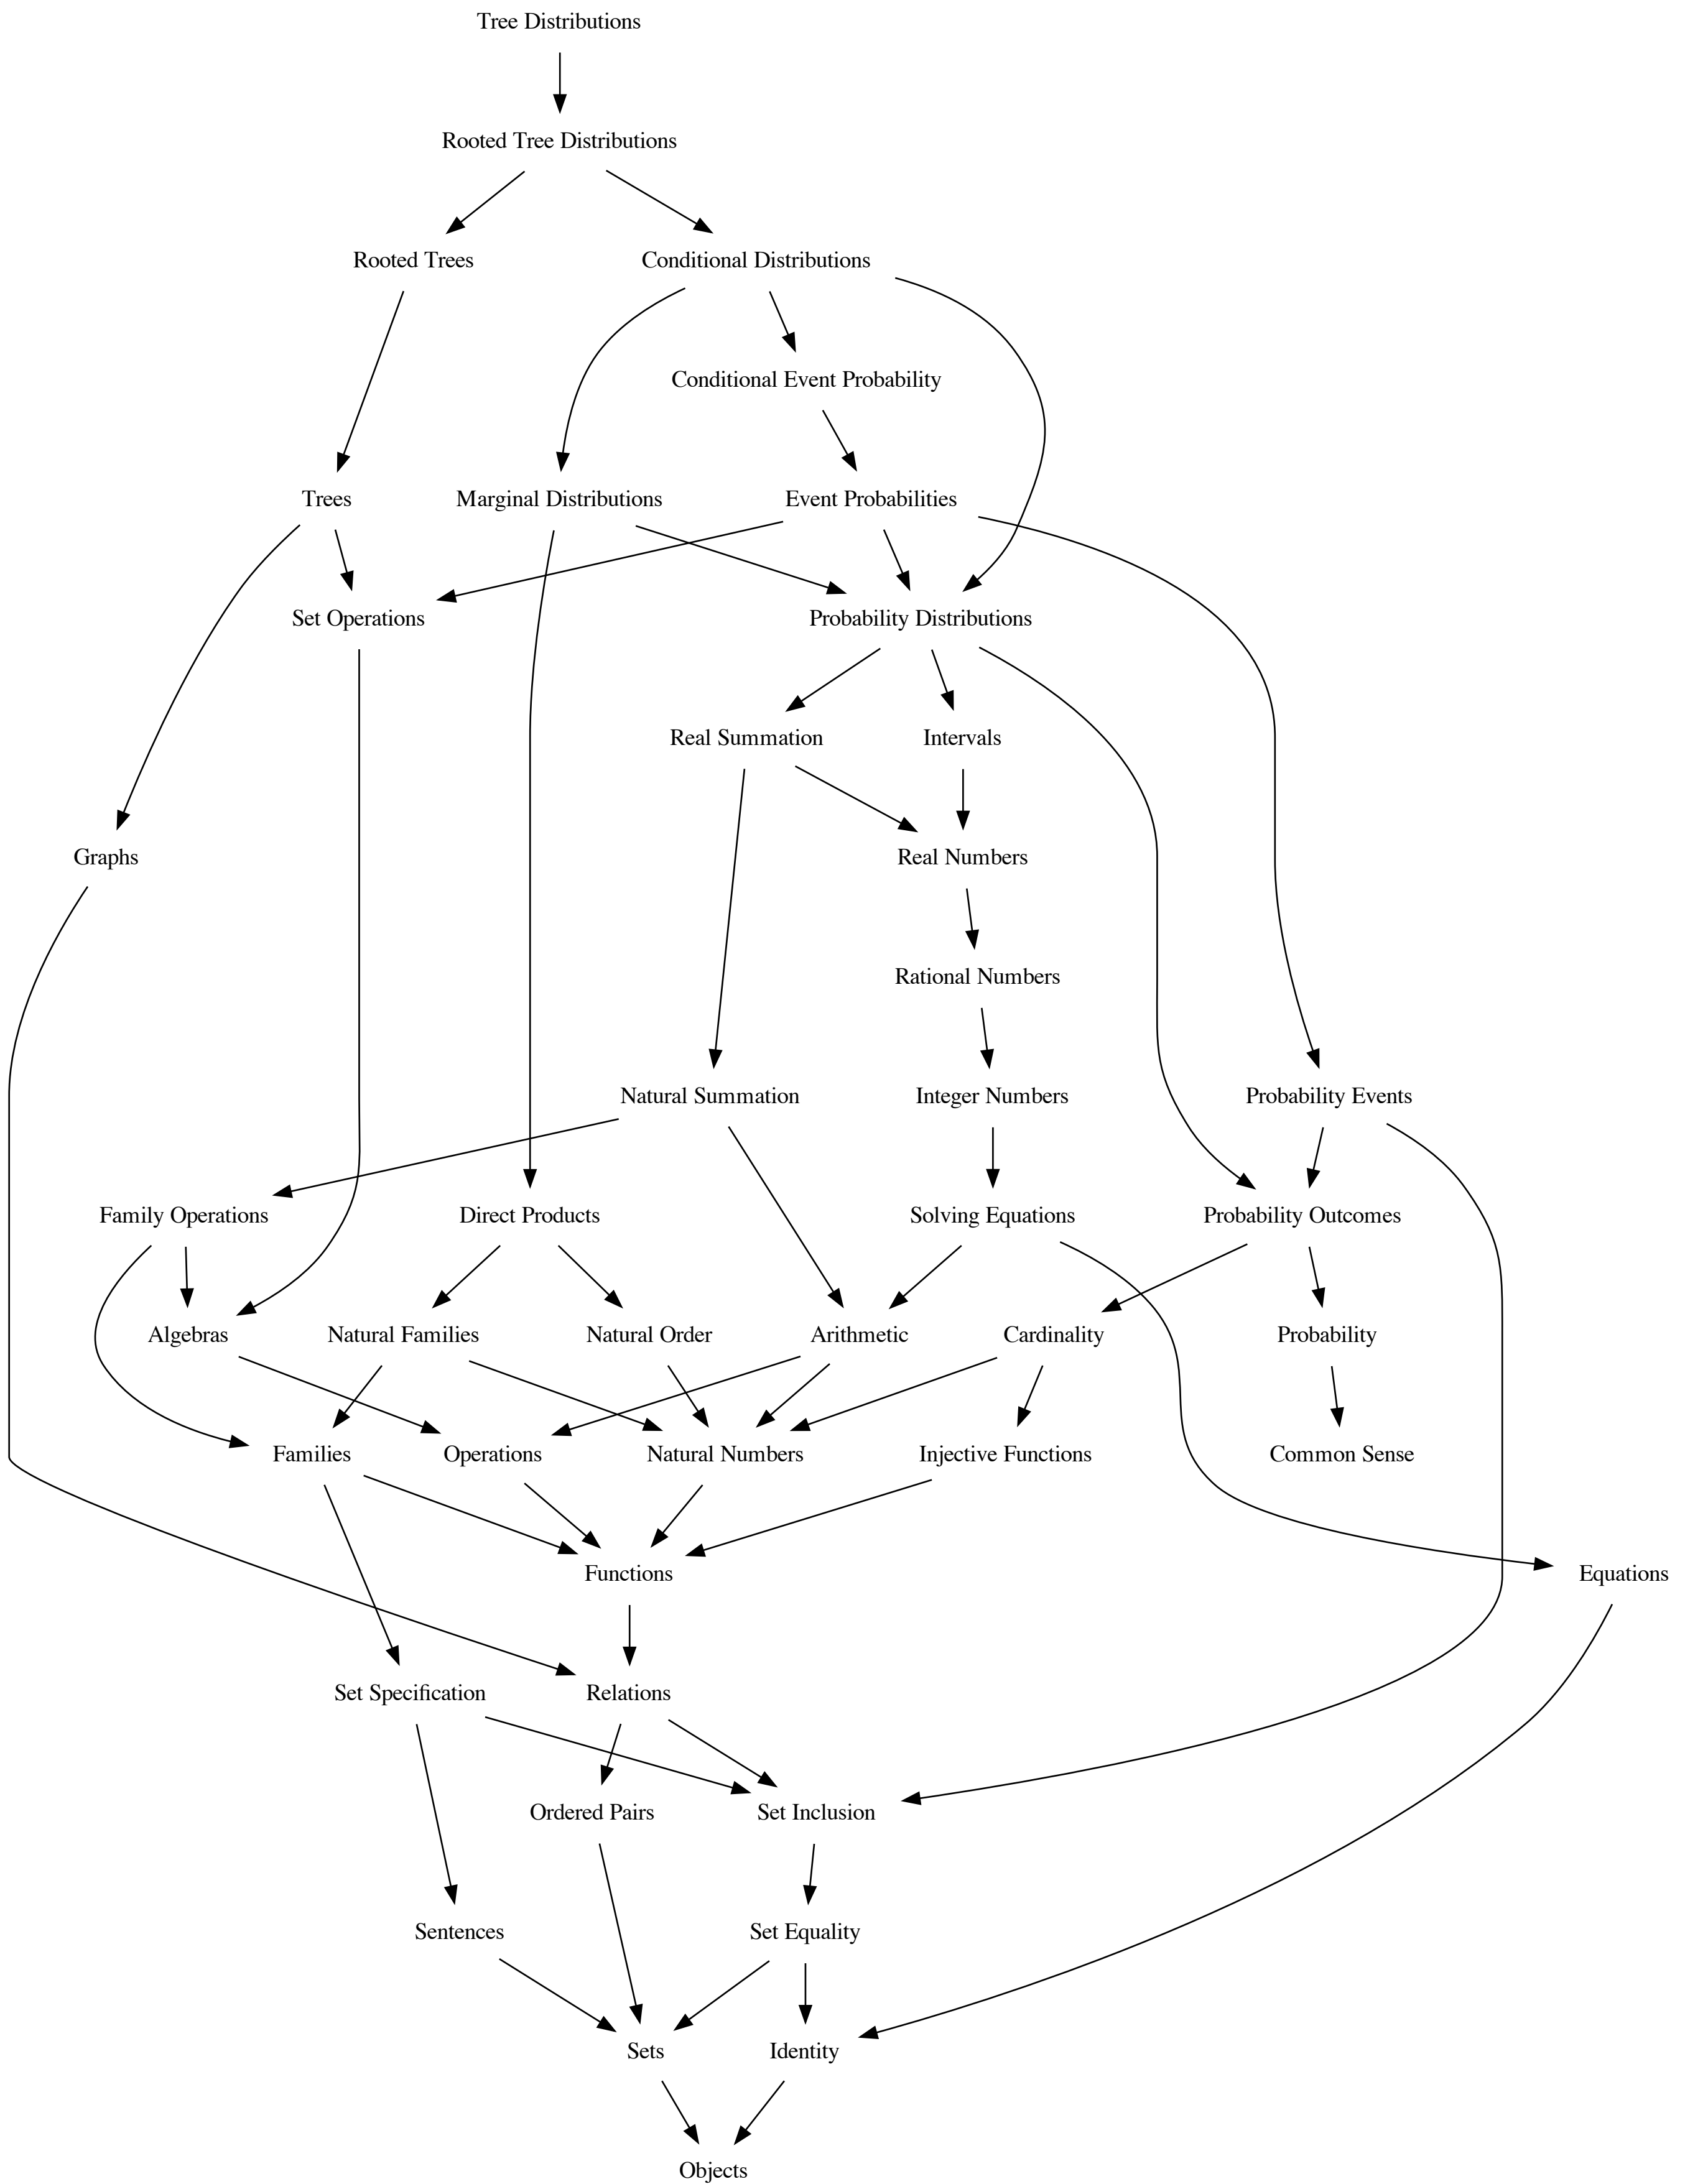 Tree Distributions
Rooted Tree Distributions
Rooted Trees
Conditional Distributions
Conditional Event Probability
Trees
Marginal Distributions
Event Probabilities
Set Operations
Probability Distributions
Real Summation
Intervals
Graphs
Real Numbers
Rational Numbers
Natural Summation
Integer Numbers
Probability Events
Family Operations
Direct Products
Solving Equations
Probability Outcomes
Algebras
Natural Families
Natural Order
Arithmetic
Cardinality
Probability
Families
Operations
Natural Numbers
Injective Functions
Common Sense
Functions
Equations
Set Specification
Relations
Ordered Pairs
Set Inclusion
Sentences
Set Equality
Sets
Identity
Objects